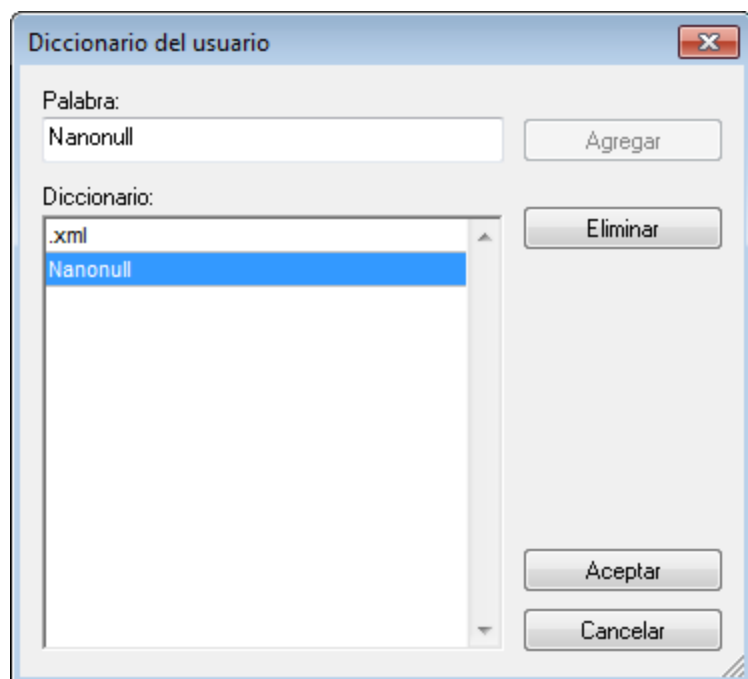 Diccionario del usuario
Palabra:
Nanonull
Agregar
Diccionario:
.xml
Eliminar
Nanonull
Aceptar
Cancelar